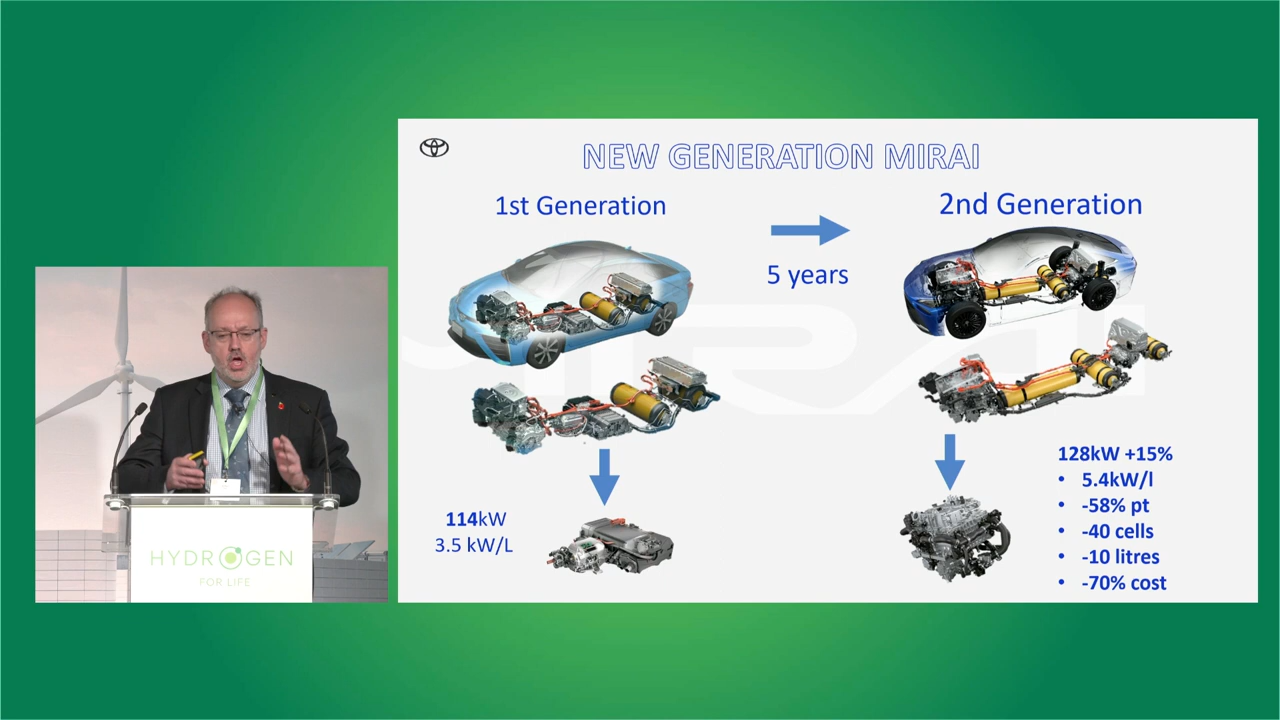 NEW GENERATION MIRAI
1st Generation
2nd Generation
5 years
114kW
3.5 kW/L
128kW +15%
• 5.4kW/l
• -58% pt
• -40 cells
• -10 litres
• -70% cost
HYDROGEN
FOR LIFE